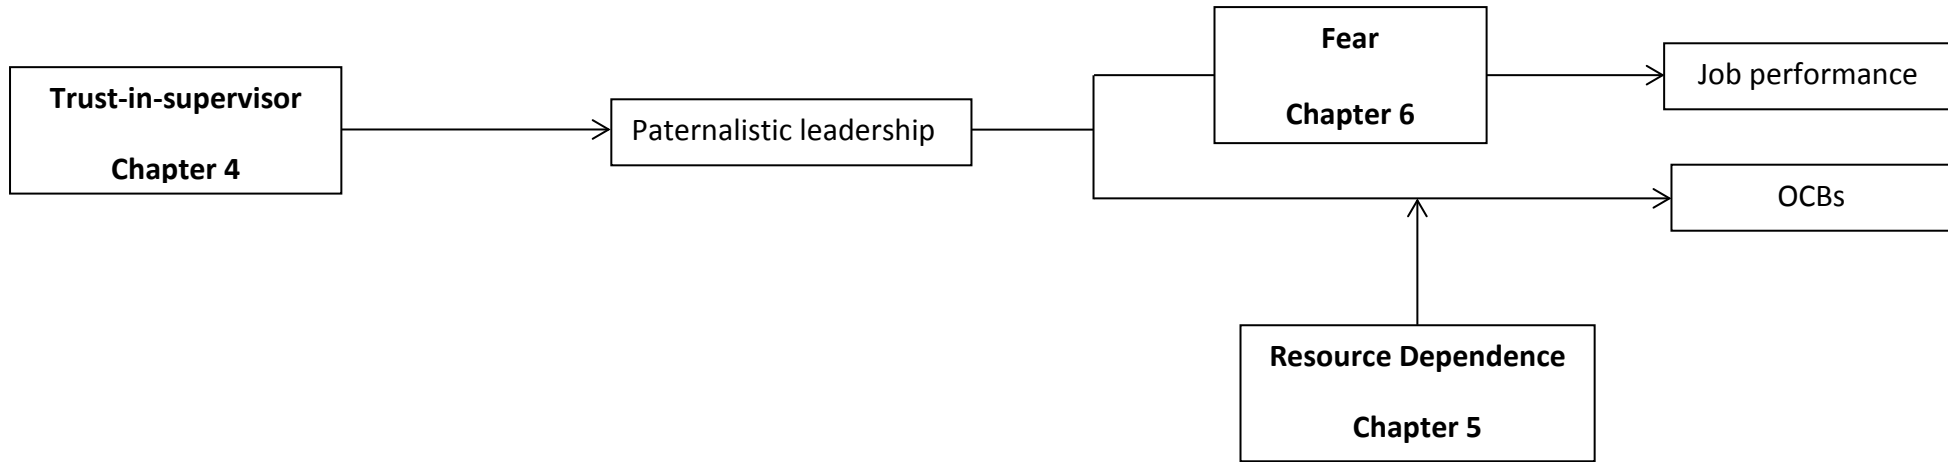 Trust-in-supervisor
Chapter 4
Paternalistic leadership
Fear
Chapter 6
Job performance
OCBs
Resource Dependence
Chapter 5